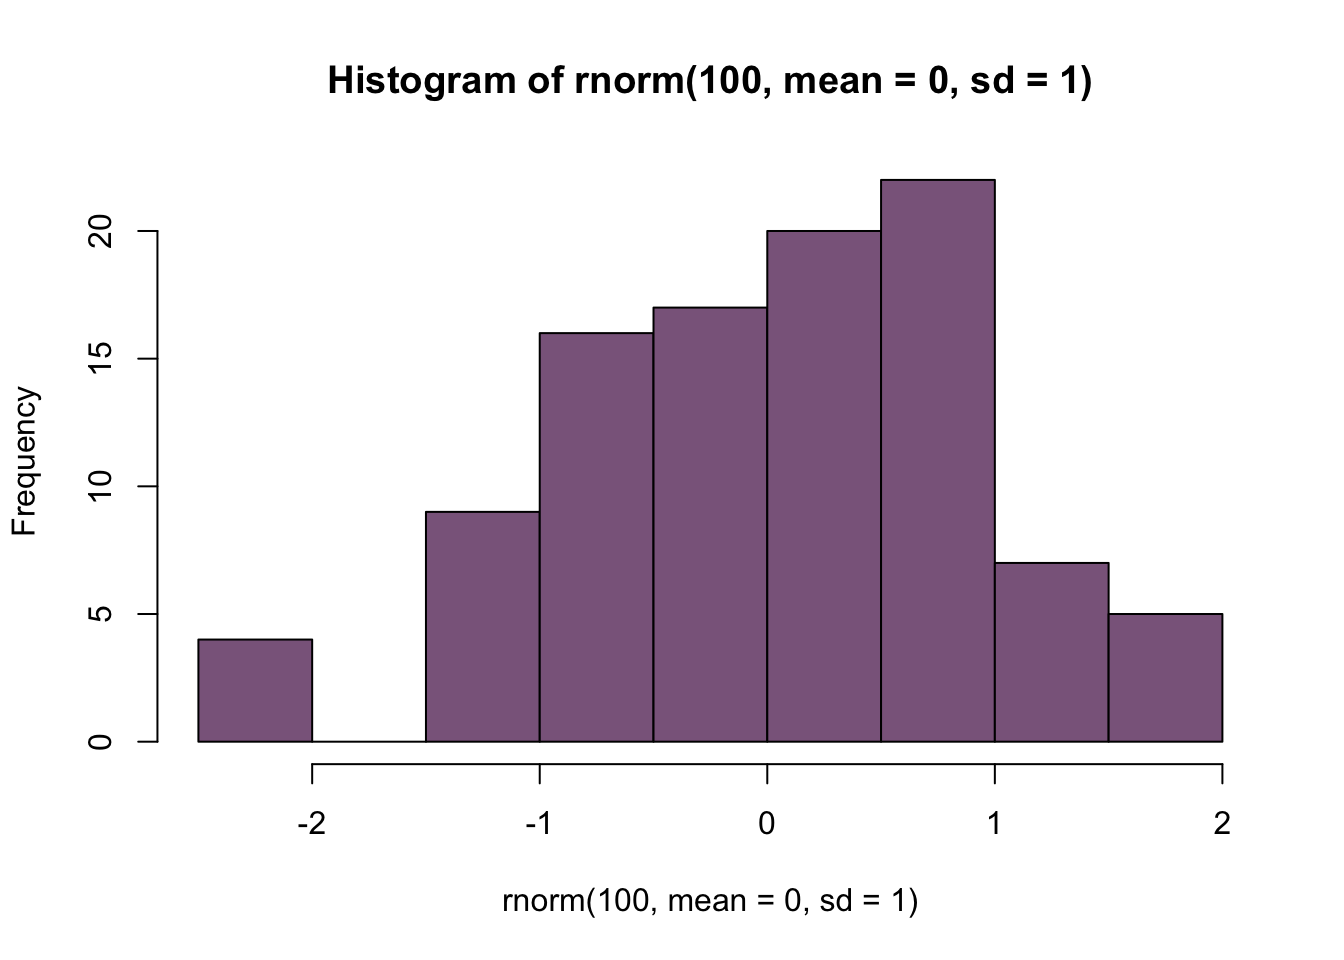 Histogram of rnorm(100, mean = 0, sd = 1)
Frequency
20
15
10
5
0
-2 -1 0 1 2
rnorm(100, mean = 0, sd = 1)